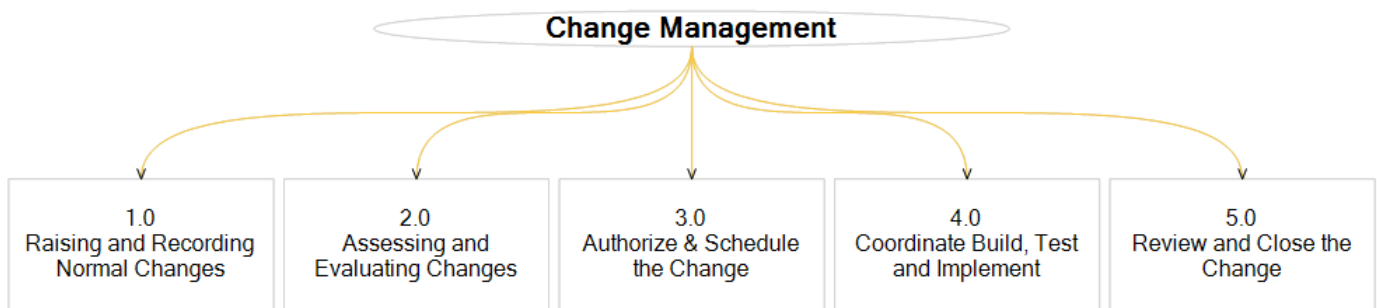 Change Management
1.0
Raising and Recording
Normal Changes
2.0
Assessing and
Evaluating Changes
3.0
Authorize & Schedule
the Change
4.0
Coordinate Build, Test
and Implement
5.0
Review and Close the
Change